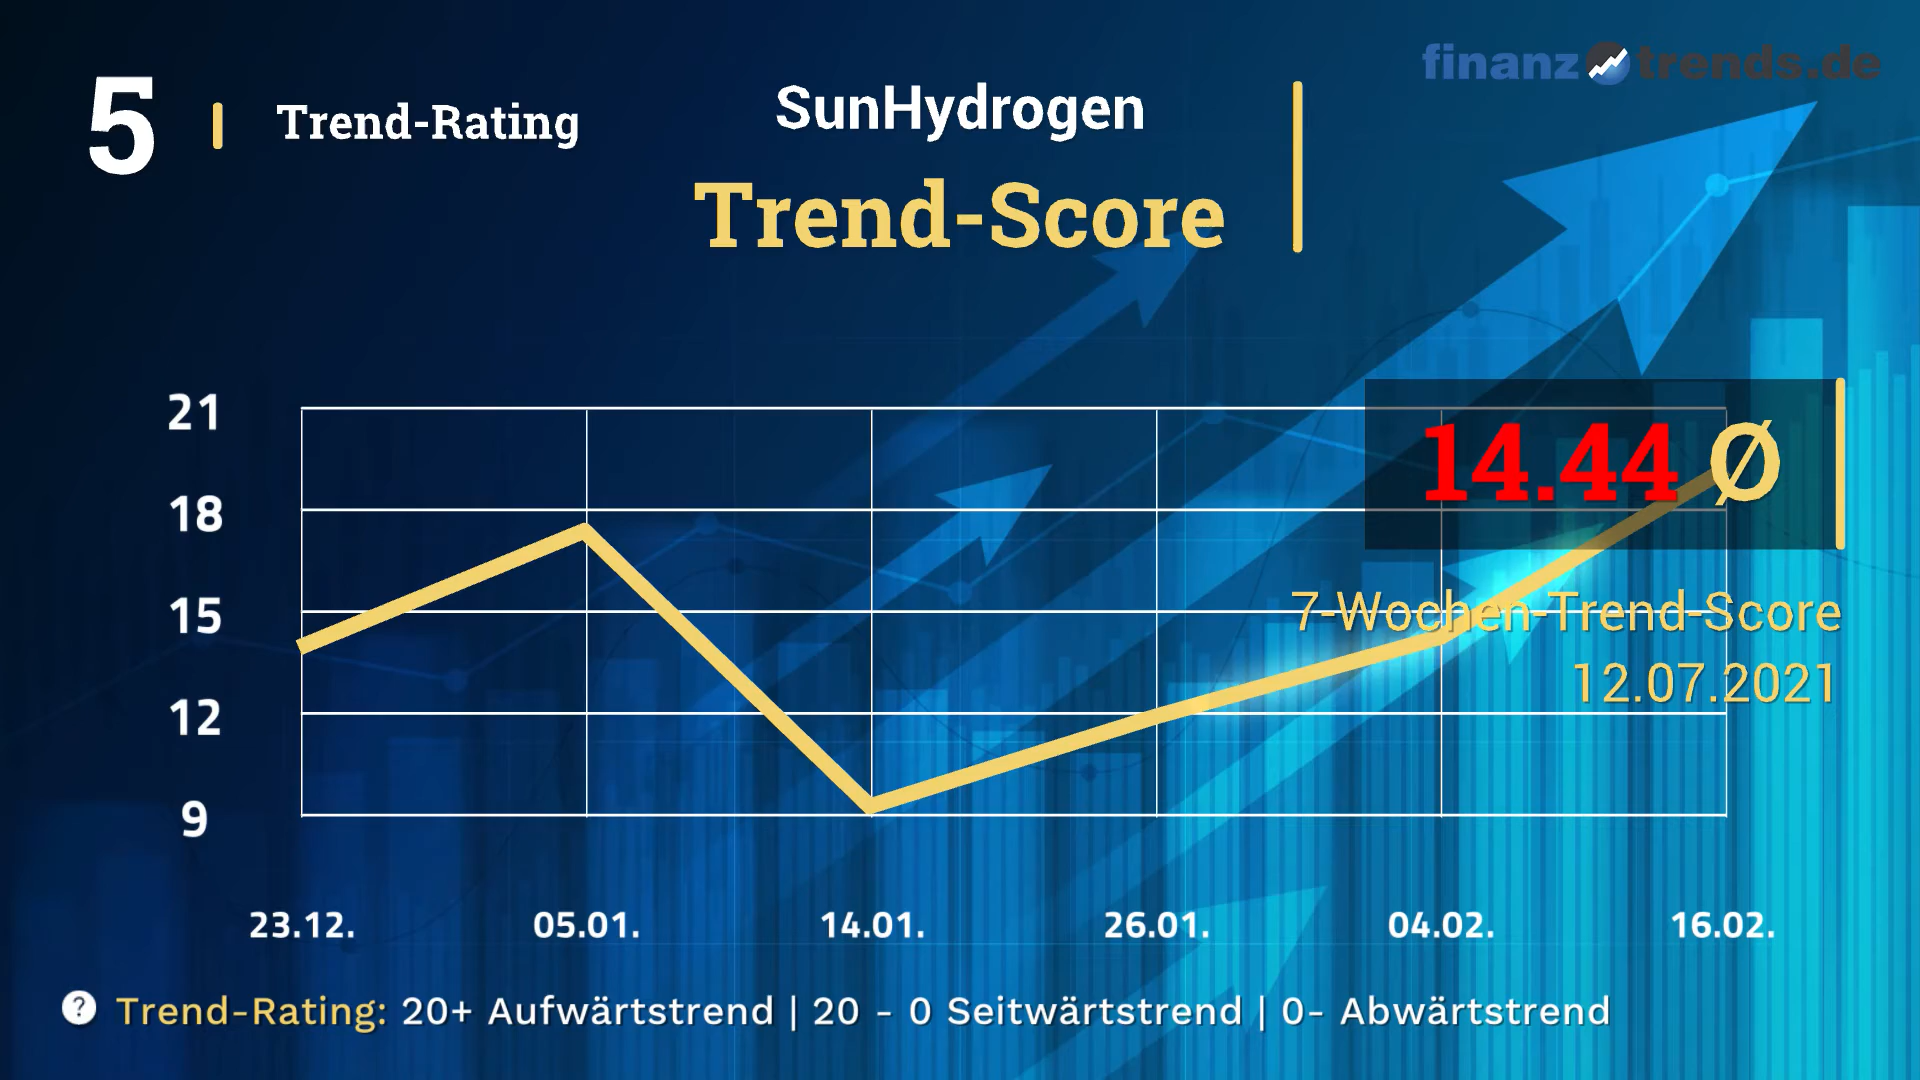 finanz trends.de
5
Trend-Rating
SunHydrogen
Trend-Score
14.44 Ø
7-Wochen-Trend-Score
12.07.2021
21
18
15
12
9
23.12. 05.01. 14.01. 26.01. 04.02. 16.02.
? Trend-Rating: 20+ Aufwärtstrend | 20 - 0 Seitwärtstrend | 0- Abwärtstrend